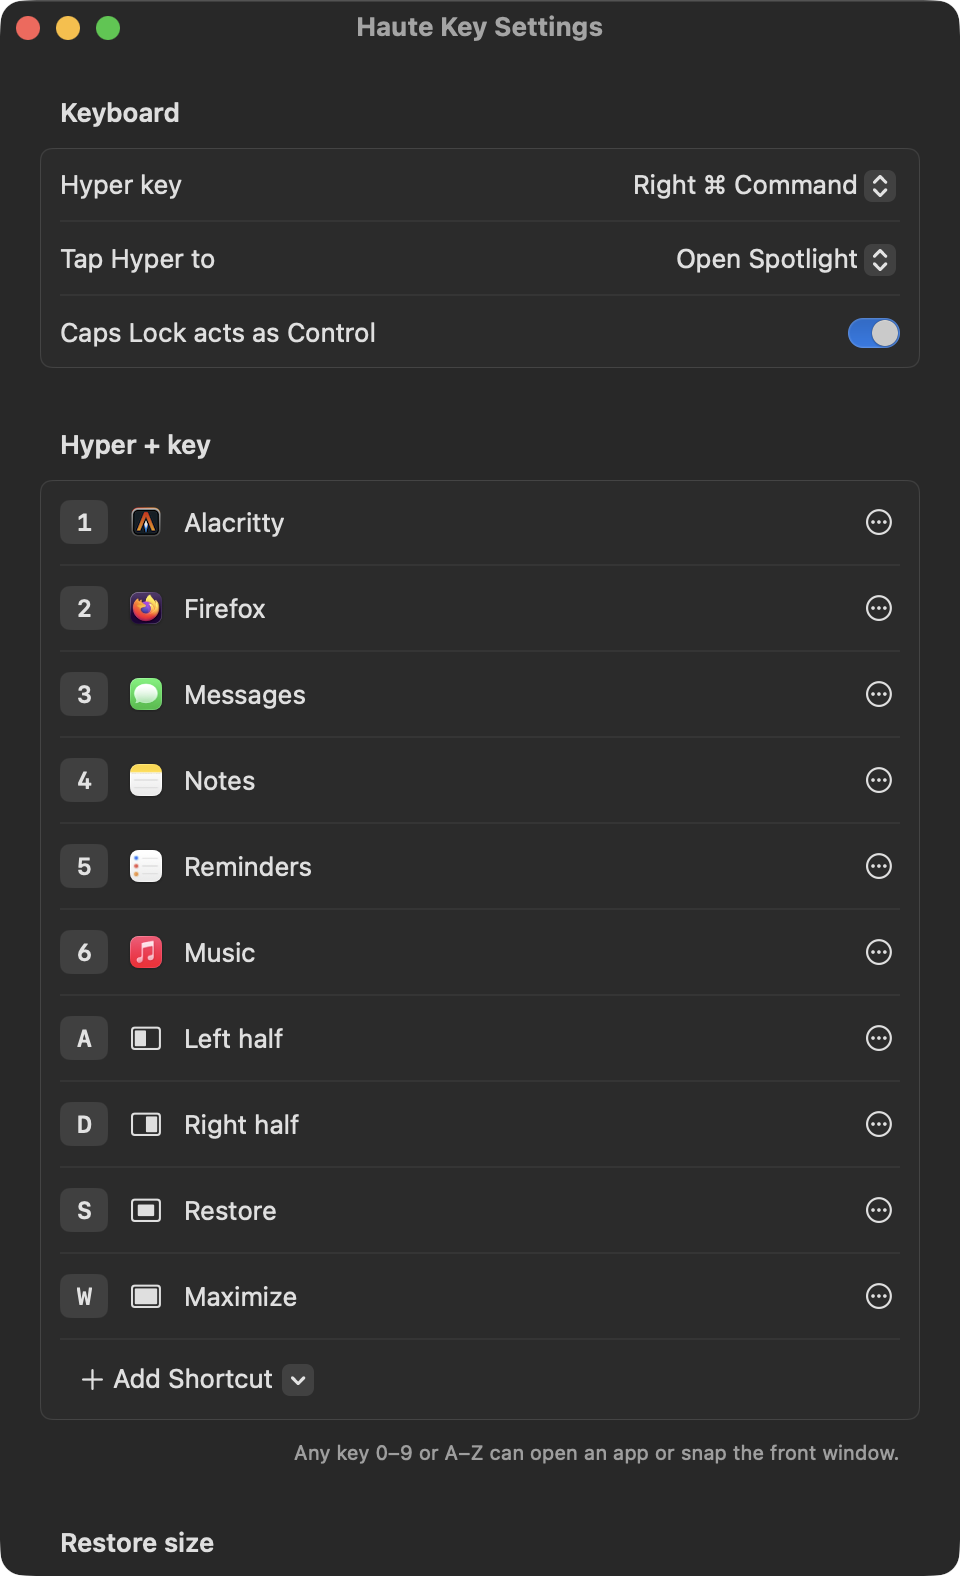 Haute Key Settings
Keyboard
Hyper key Right ⌘ Command
Tap Hyper to Open Spotlight
Caps Lock acts as Control
Hyper + key
1 Alacritty
2 Firefox
3 Messages
4 Notes
5 Reminders
6 Music
A Left half
D Right half
S Restore
W Maximize
+ Add Shortcut
Any key 0–9 or A–Z can open an app or snap the front window.
Restore size